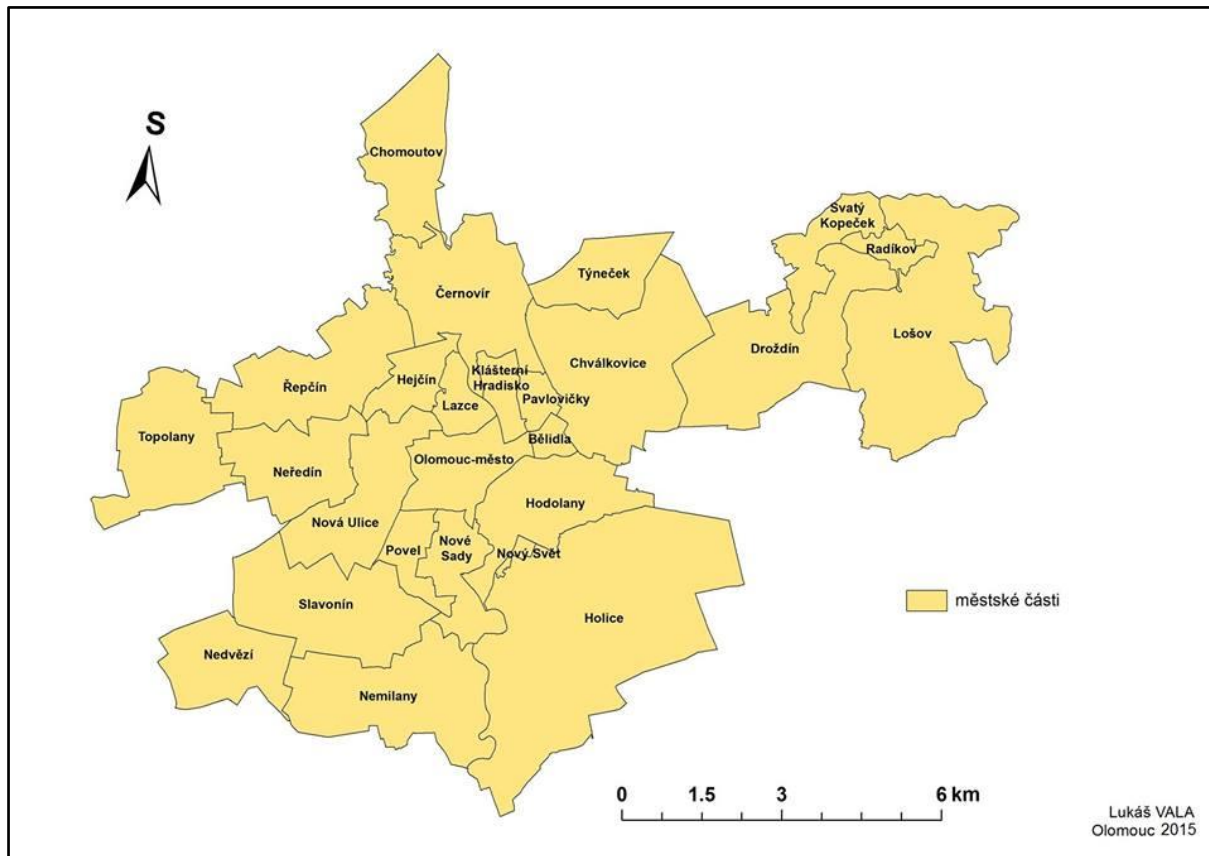 S
Chomoutov
Svatý
Kopeček
Radíkov
Týneček
Černovír
Lošov
Droždín
Chválkovice
Klášterní
Hradisko
Hejčín
Řepčín
Pavlovičky
Lazce
Topolany
Bělidla
Olomouc-město
Neředín
Hodolany
Nová Ulice
Nové
Sady
Povel
Nový Svět
Slavonín
městské části
Holice
Nedvězí
Nemilany
0 1.5 3 6 km
Lukáš VALA
Olomouc 2015